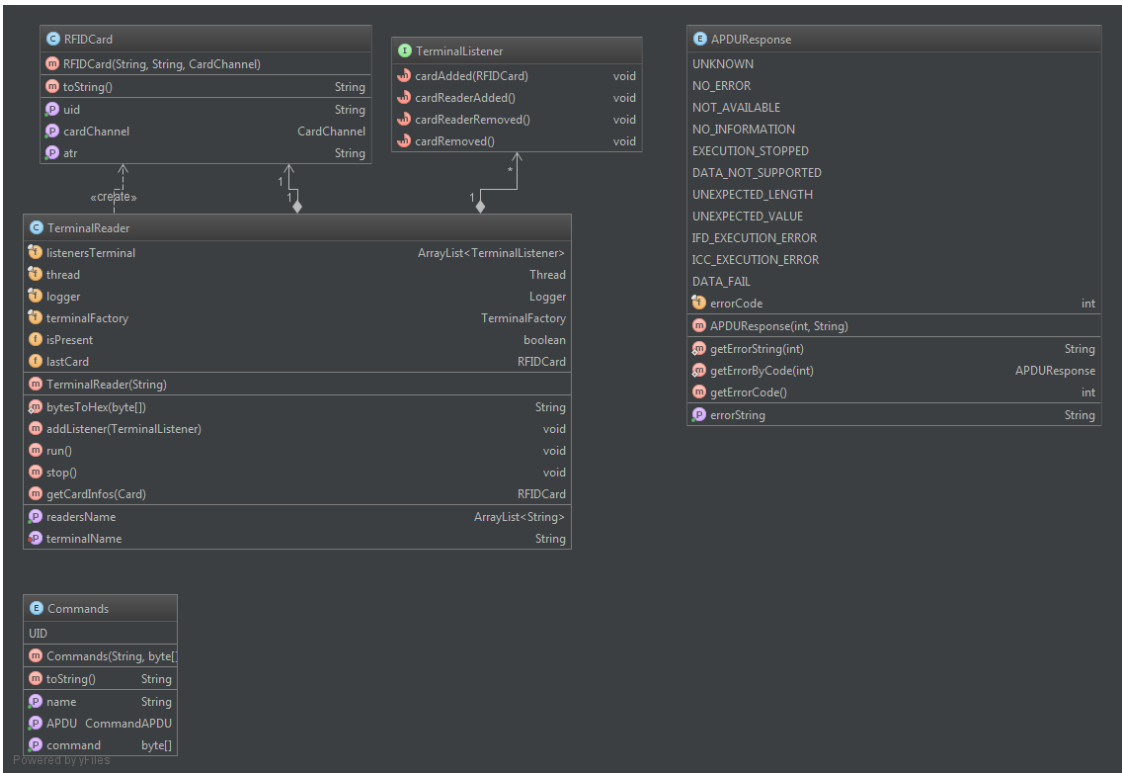 RFIDCard
RFIDCard(String, String, CardChannel)
toString() String
uid String
cardChannel CardChannel
atr String
TerminalListener
cardAdded(RFIDCard) void
cardReaderAdded() void
cardReaderRemoved() void
cardRemoved() void
APDUResponse
UNKNOWN
NO_ERROR
NOT_AVAILABLE
NO_INFORMATION
EXECUTION_STOPPED
DATA_NOT_SUPPORTED
UNEXPECTED_LENGTH
UNEXPECTED_VALUE
IFD_EXECUTION_ERROR
ICC_EXECUTION_ERROR
DATA_FAIL
errorCode int
APDUResponse(int, String)
getErrorString(int) String
getErrorByCode(int) APDUResponse
getErrorCode() int
errorString String
«create»
1
1
*
1
TerminalReader
listenersTerminal ArrayList<TerminalListener>
thread Thread
logger Logger
terminalFactory TerminalFactory
isPresent boolean
lastCard RFIDCard
TerminalReader(String)
bytesToHex(byte[]) String
addListener(TerminalListener) void
run() void
stop() void
getCardInfos(Card) RFIDCard
readersName ArrayList<String>
terminalName String
Commands
UID
Commands(String, byte[]
toString() String
name String
APDU CommandAPDU
command byte[]
Powered by yFiles